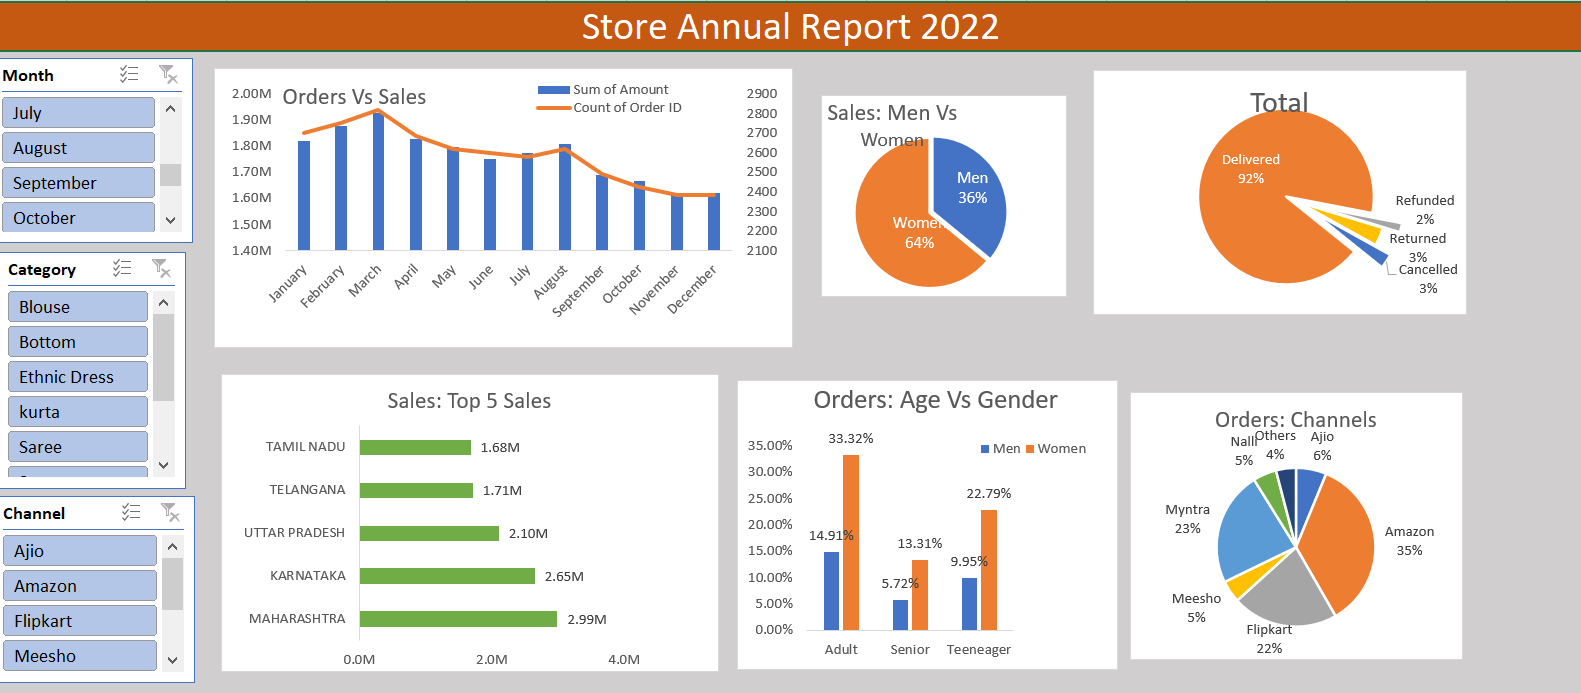 Store Annual Report 2022
Month
July
August
September
October
Category
Blouse
Bottom
Ethnic Dress
kurta
Saree
Channel
Ajio
Amazon
Flipkart
Meesho
Orders Vs Sales
Sum of Amount
Count of Order ID
2.00M
1.90M
1.80M
1.70M
1.60M
1.50M
1.40M
2900
2800
2700
2600
2500
2400
2300
2200
2100
January
February
March
April
May
June
July
August
September
October
November
December
Sales: Men Vs
Women
Men
36%
Women
64%
Total
Delivered
92%
Refunded
2%
Returned
3%
Cancelled
3%
Sales: Top 5 Sales
TAMIL NADU
1.68M
TELANGANA
1.71M
UTTAR PRADESH
2.10M
KARNATAKA
2.65M
MAHARASHTRA
2.99M
0.0M
2.0M
4.0M
Orders: Age Vs Gender
Men
Women
35.00%
30.00%
25.00%
20.00%
15.00%
10.00%
5.00%
0.00%
14.91%
33.32%
5.72%
13.31%
9.95%
22.79%
Adult
Senior
Teeneager
Orders: Channels
Nalli
5%
Others
4%
Ajio
6%
Myntra
23%
Amazon
35%
Meesho
5%
Flipkart
22%